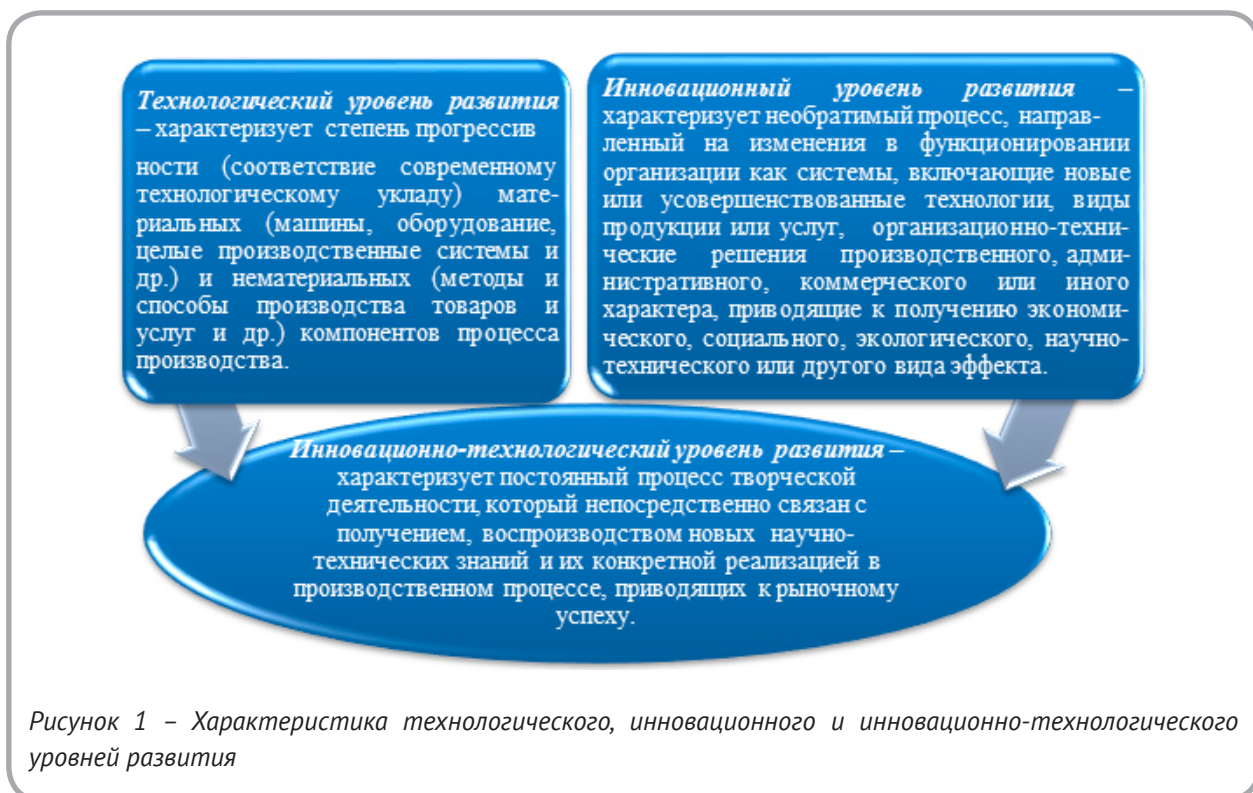 Технологический уровень развития
– характеризует степень прогрессив
ности (соответствие современному
технологическому укладу) мате-
риальных (машины, оборудование,
целые производственные системы и
др.) и нематериальных (методы и
способы производства товаров и
услуг и др.) компонентов процесса
производства.
Инновационный уровень развития –
характеризует необратимый процесс, направ-
ленный на изменения в функционировании
организации как системы, включающие новые
или усовершенствованные технологии, виды
продукции или услуг, организационно-техни-
ческие решения производственного, адми-
нистративного, коммерческого или иного
характера, приводящие к получению экономи-
ческого, социального, экологического, научно-
технического или другого вида эффекта.
Инновационно-технологический уровень развития –
характеризует постоянный процесс творческой
деятельности, который непосредственно связан с
получением, воспроизводством новых научно-
технических знаний и их конкретной реализацией в
производственном процессе, приводящих к рыночному
успеху.
Рисунок 1 – Характеристика технологического, инновационного и инновационно-технологического
уровней развития